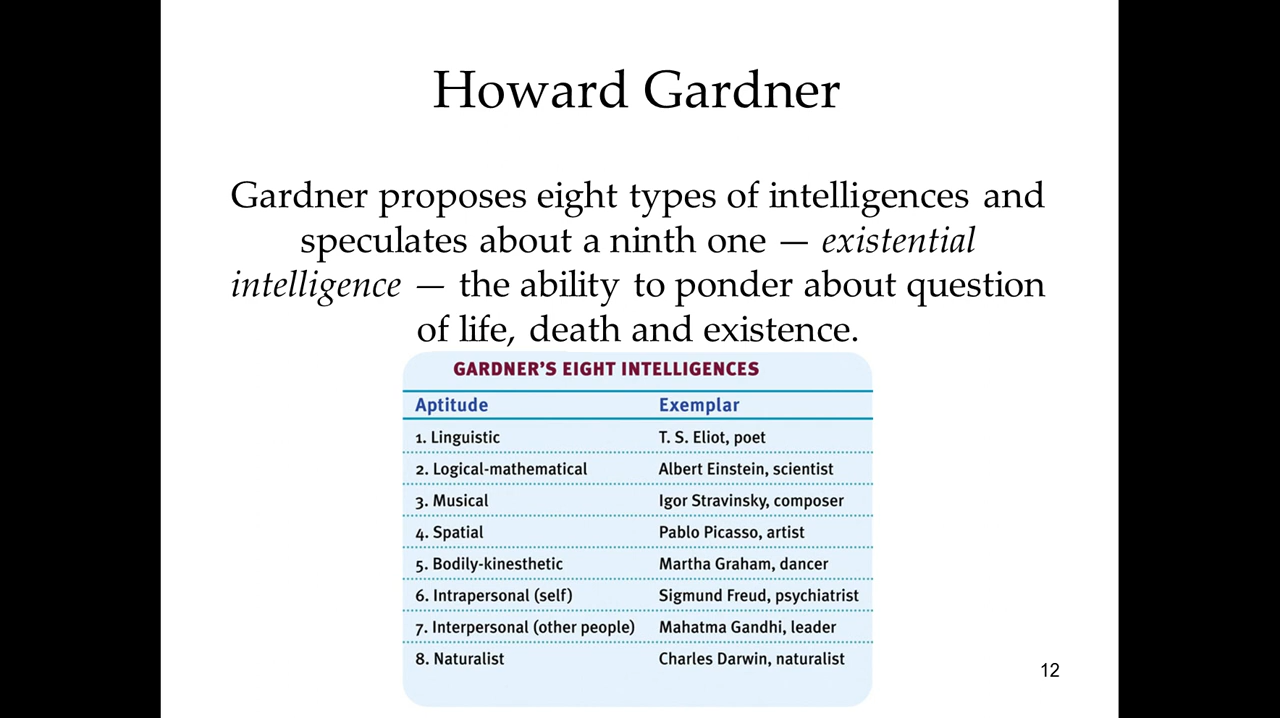 Howard Gardner
Gardner proposes eight types of intelligences and
speculates about a ninth one — existential
intelligence — the ability to ponder about question
of life, death and existence.
GARDNER'S EIGHT INTELLIGENCES
Aptitude Exemplar
1. Linguistic T. S. Eliot, poet
2. Logical-mathematical Albert Einstein, scientist
3. Musical Igor Stravinsky, composer
4. Spatial Pablo Picasso, artist
5. Bodily-kinesthetic Martha Graham, dancer
6. Intrapersonal (self) Sigmund Freud, psychiatrist
7. Interpersonal (other people) Mahatma Gandhi, leader
8. Naturalist Charles Darwin, naturalist
12